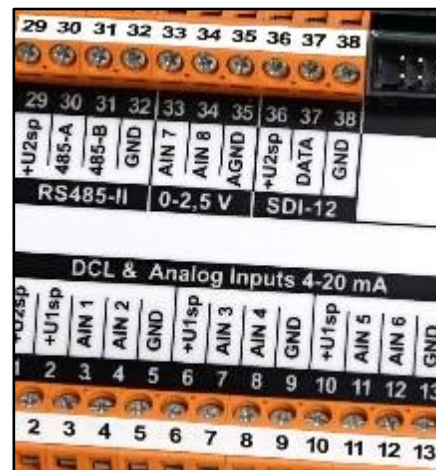 29 30 31 32 33 34 35 36 37 38
29 30 31 32 33 34 35 36 37 38
+U2sp 485-A 485-B GND AIN 7 AIN 8 AGND +U2sp DATA GND
RS485-II 0-2,5 V SDI-12
DCL & Analog Inputs 4-20 mA
+U2sp +U1sp AIN 1 AIN 2 GND +U1sp AIN 3 AIN 4 GND +U1sp AIN 5 AIN 6 GND
1 2 3 4 5 6 7 8 9 10 11 12 13
2 3 4 5 6 7 8 9 10 11 12 13